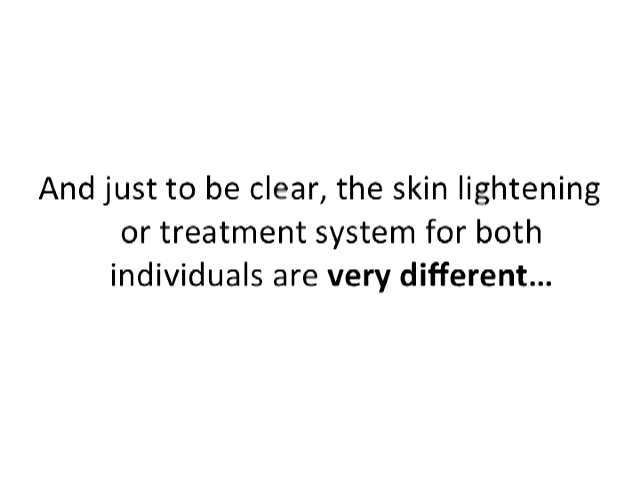 And just to be clear, the skin lightening
or treatment system for both
individuals are very different...